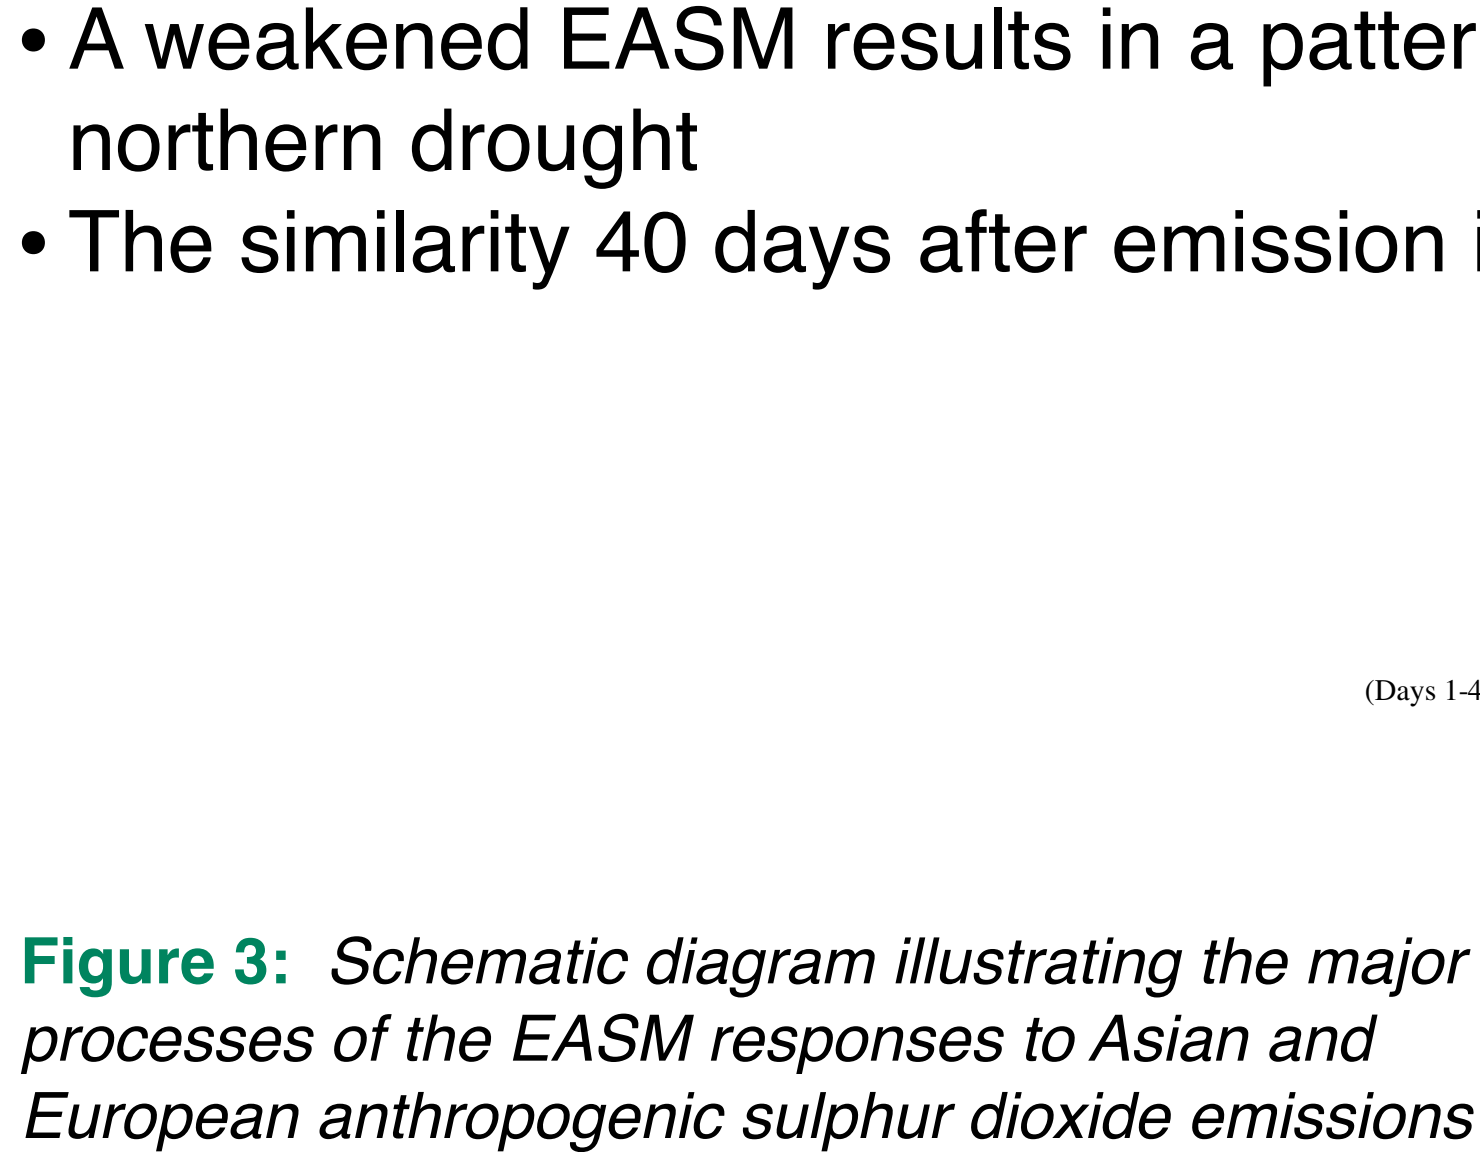 • A weakened EASM results in a patter
northern drought
• The similarity 40 days after emission i
(Days 1-4
Figure 3: Schematic diagram illustrating the major
processes of the EASM responses to Asian and
European anthropogenic sulphur dioxide emissions